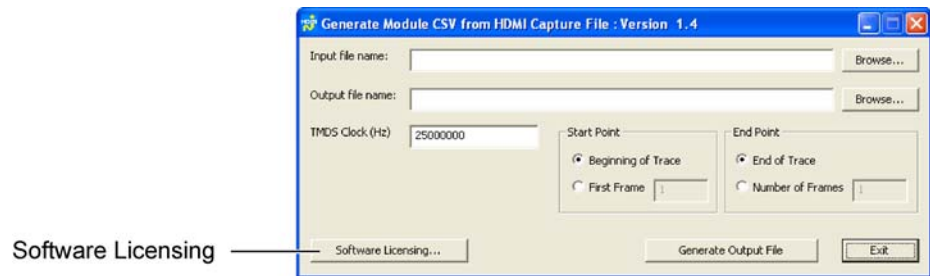 Generate Module CSV from HDMI Capture File : Version 1.4
Input file name:
Browse...
Output file name:
Browse...
TMDS Clock (Hz)
25000000
Start Point
Beginning of Trace
First Frame
1
End Point
End of Trace
Number of Frames
1
Software Licensing
Software Licensing...
Generate Output File
Exit